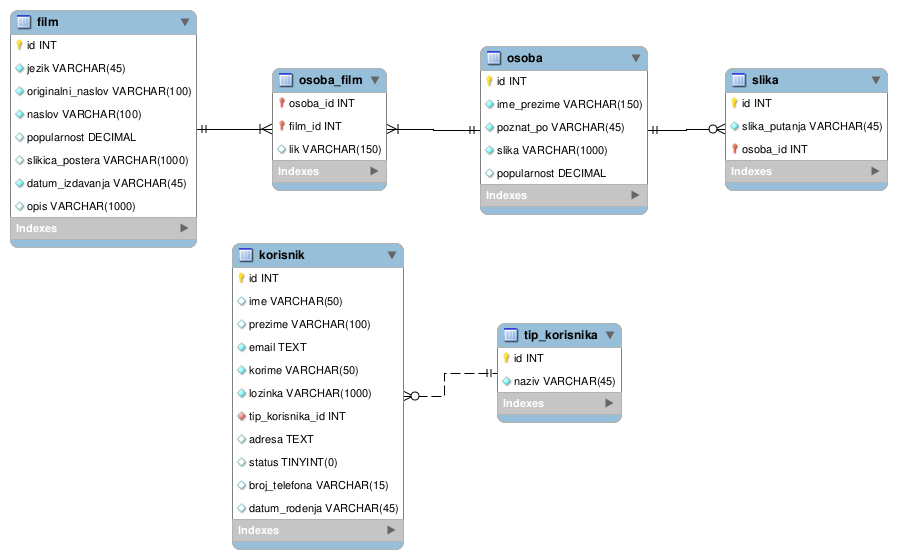 film
id INT
jezik VARCHAR(45)
originalni_naslov VARCHAR(100)
naslov VARCHAR(100)
popularnost DECIMAL
slikica_postera VARCHAR(1000)
datum_izdavanja VARCHAR(45)
opis VARCHAR(1000)
Indexes
osoba_film
osoba_id INT
film_id INT
lik VARCHAR(150)
Indexes
osoba
id INT
ime_prezime VARCHAR(150)
poznat_po VARCHAR(45)
slika VARCHAR(1000)
popularnost DECIMAL
Indexes
slika
id INT
slika_putanja VARCHAR(45)
osoba_id INT
Indexes
korisnik
id INT
ime VARCHAR(50)
prezime VARCHAR(100)
email TEXT
korime VARCHAR(50)
lozinka VARCHAR(1000)
tip_korisnika_id INT
adresa TEXT
status TINYINT(0)
broj_telefona VARCHAR(15)
datum_rodenja VARCHAR(45)
Indexes
tip_korisnika
id INT
naziv VARCHAR(45)
Indexes